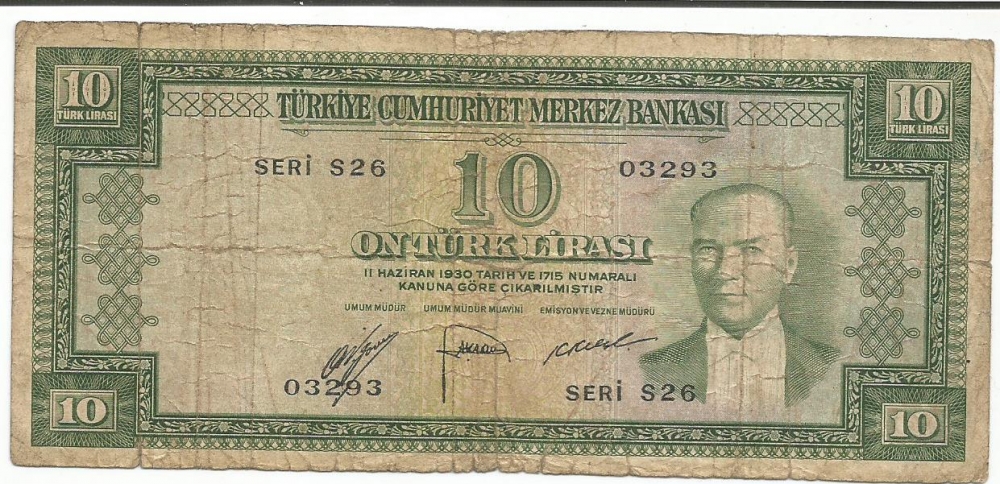 10 TÜRK LİRASI
TÜRKİYE CUMHURİYET MERKEZ BANKASI
10 TÜRK LİRASI
SERİ S26
10
03293
ON TÜRK LİRASI
11 HAZİRAN 1930 TARİH VE 1715 NUMARALI
KANUNA GÖRE ÇIKARILMIŞTIR
UMUM MÜDÜR UMUM MÜDÜR MUAVİNİ EMİSYON VE VEZNE MÜDÜRÜ
03293
SERİ S26
10
10